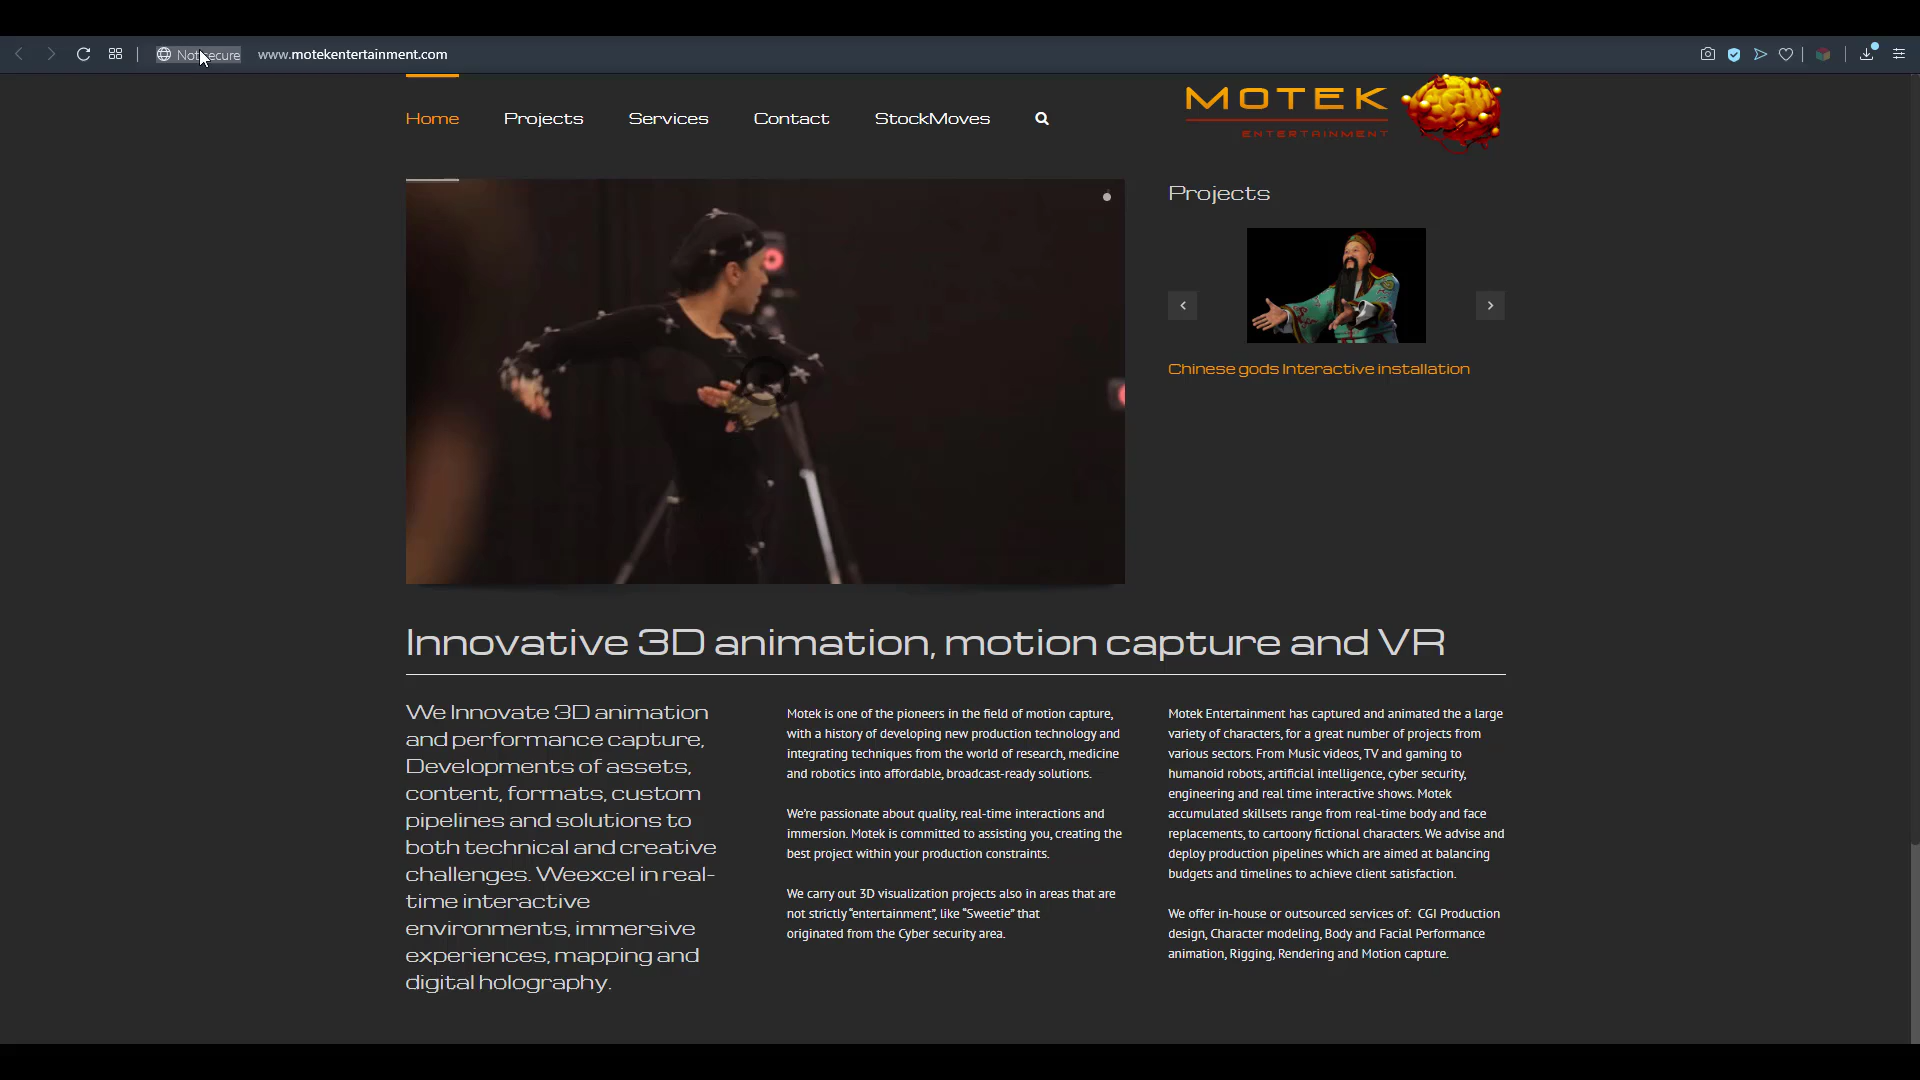 Not secure www.motekentertainment.com
Home Projects Services Contact StockMoves
MOTEK
ENTERTAINMENT
Projects
Chinese gods Interactive installation
Innovative 3D animation, motion capture and VR
We Innovate 3D animation
and performance capture,
Developments of assets,
content, formats, custom
pipelines and solutions to
both technical and creative
challenges. Weexcel in real-
time interactive
environments, immersive
experiences, mapping and
digital holography.
Motek is one of the pioneers in the field of motion capture,
with a history of developing new production technology and
integrating techniques from the world of research, medicine
and robotics into affordable, broadcast-ready solutions.
We're passionate about quality, real-time interactions and
immersion. Motek is committed to assisting you, creating the
best project within your production constraints.
We carry out 3D visualization projects also in areas that are
not strictly “entertainment”, like “Sweetie” that
originated from the Cyber security area.
Motek Entertainment has captured and animated the a large
variety of characters, for a great number of projects from
various sectors. From Music videos, TV and gaming to
humanoid robots, artificial intelligence, cyber security,
engineering and real time interactive shows. Motek
accumulated skillsets range from real-time body and face
replacements, to cartoony fictional characters. We advise and
deploy production pipelines which are aimed at balancing
budgets and timelines to achieve client satisfaction.
We offer in-house or outsourced services of: CGI Production
design, Character modeling, Body and Facial Performance
animation, Rigging, Rendering and Motion capture.